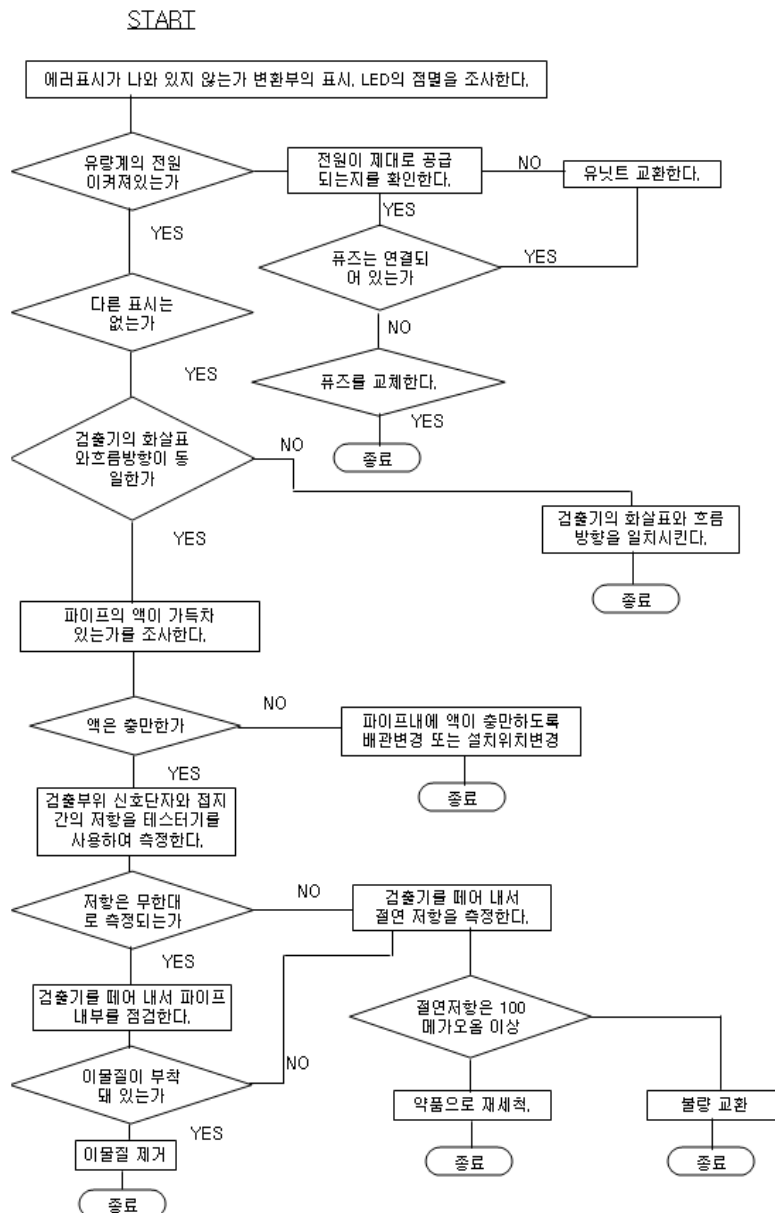 START
에러표시가 나와 있지 않는가 변환부의 표시, LED의 점멸을 조사한다.
유량계의 전원
이켜져있는가
전원이 제대로 공급
되는지를 확인한다.
NO
유닛트 교환한다.
YES
YES
퓨즈는 연결되
어 있는가
YES
다른 표시는
없는가
NO
YES
퓨즈를 교체한다.
YES
종료
검출기의 화살표
와흐름방향이 동
일한가
NO
검출기의 화살표와 흐름
방향을 일치시킨다.
YES
종료
파이프의 액이 가득차
있는가를 조사한다.
NO
액은 충만한가
파이프내에 액이 충만하도록
배관변경 또는 설치위치변경
YES
종료
검출부위 신호단자와 접지
간의 저항을 테스터기를
사용하여 측정한다.
저항은 무한대
로 측정되는가
NO
검출기를 떼어 내서
절연 저항을 측정한다.
YES
검출기를 떼어 내서 파이프
내부를 점검한다.
절연저항은 100
메가오옴 이상
NO
이물질이 부착
돼 있는가
약품으로 재세척.
불량 교환
YES
이물질 제거
종료
종료
종료